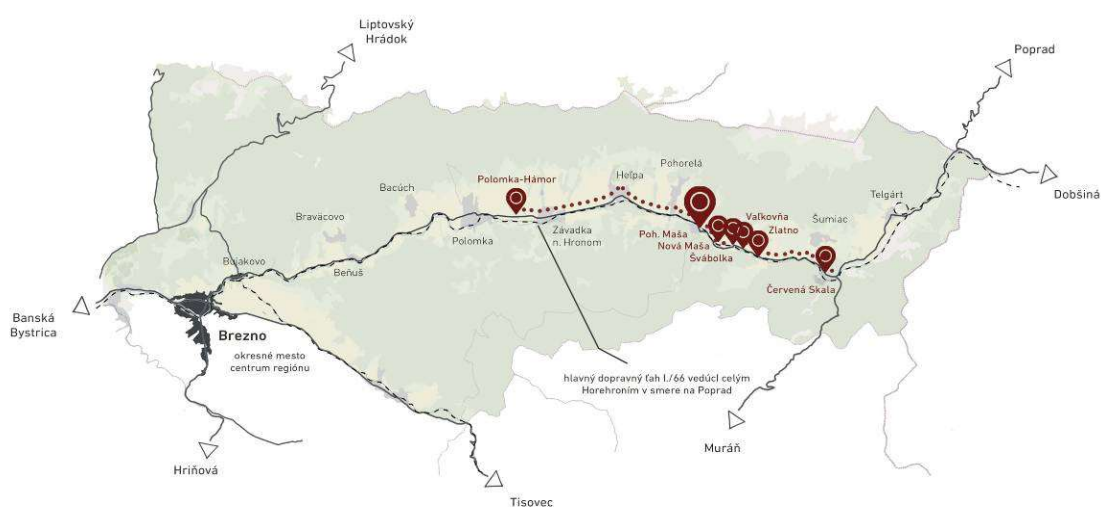 Liptovský
Hrádok
Poprad
Dobšiná
Telgárt
Pohorelá
Heľpa
Polomka-Hámor
Bacúch
Braväcovo
Vaľkovňa
Šumiac
Zlatno
Poh. Maša
Nová Maša
Švábolka
Závadka
n. Hronom
Polomka
Beňuš
Bujakovo
Červená Skala
Banská
Bystrica
Brezno
okresné mesto
centrum regiónu
hlavný dopravný ťah I./66 vedúcI celým
Horehroním v smere na Poprad
Muráň
Hriňová
Tisovec